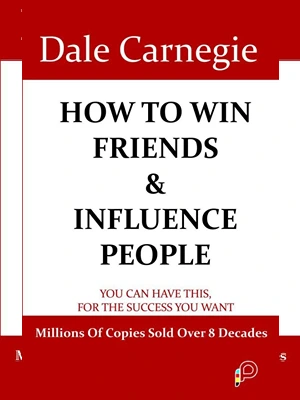 Dale Carnegie
HOW TO WIN
FRIENDS
&
INFLUENCE
PEOPLE
YOU CAN HAVE THIS,
FOR THE SUCCESS YOU WANT
Millions Of Copies Sold Over 8 Decades